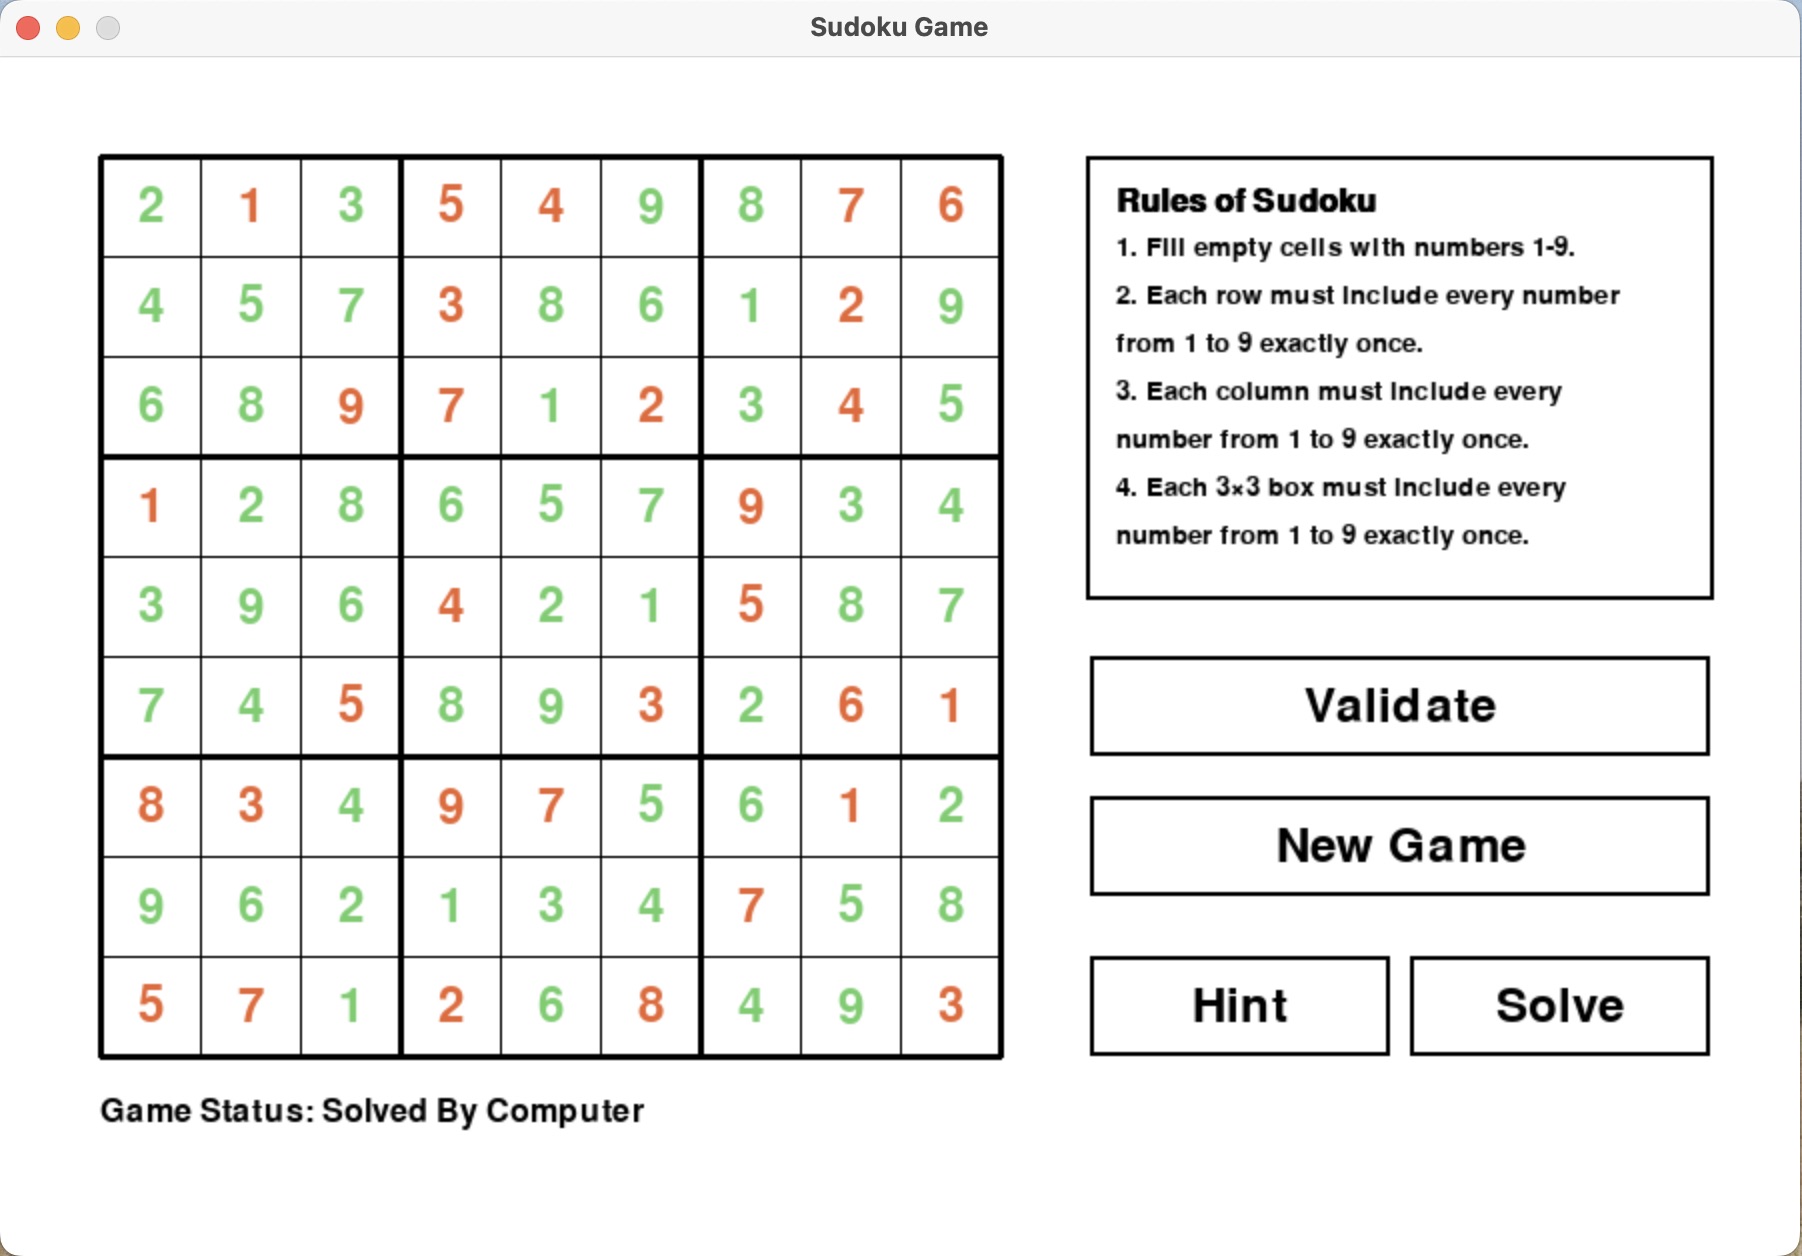 Sudoku Game
2 1 3 5 4 9 8 7 6
4 5 7 3 8 6 1 2 9
6 8 9 7 1 2 3 4 5
1 2 8 6 5 7 9 3 4
3 9 6 4 2 1 5 8 7
7 4 5 8 9 3 2 6 1
8 3 4 9 7 5 6 1 2
9 6 2 1 3 4 7 5 8
5 7 1 2 6 8 4 9 3
Game Status: Solved By Computer
Rules of Sudoku
1. Fill empty cells with numbers 1-9.
2. Each row must include every number
from 1 to 9 exactly once.
3. Each column must include every
number from 1 to 9 exactly once.
4. Each 3×3 box must include every
number from 1 to 9 exactly once.
Validate
New Game
Hint
Solve